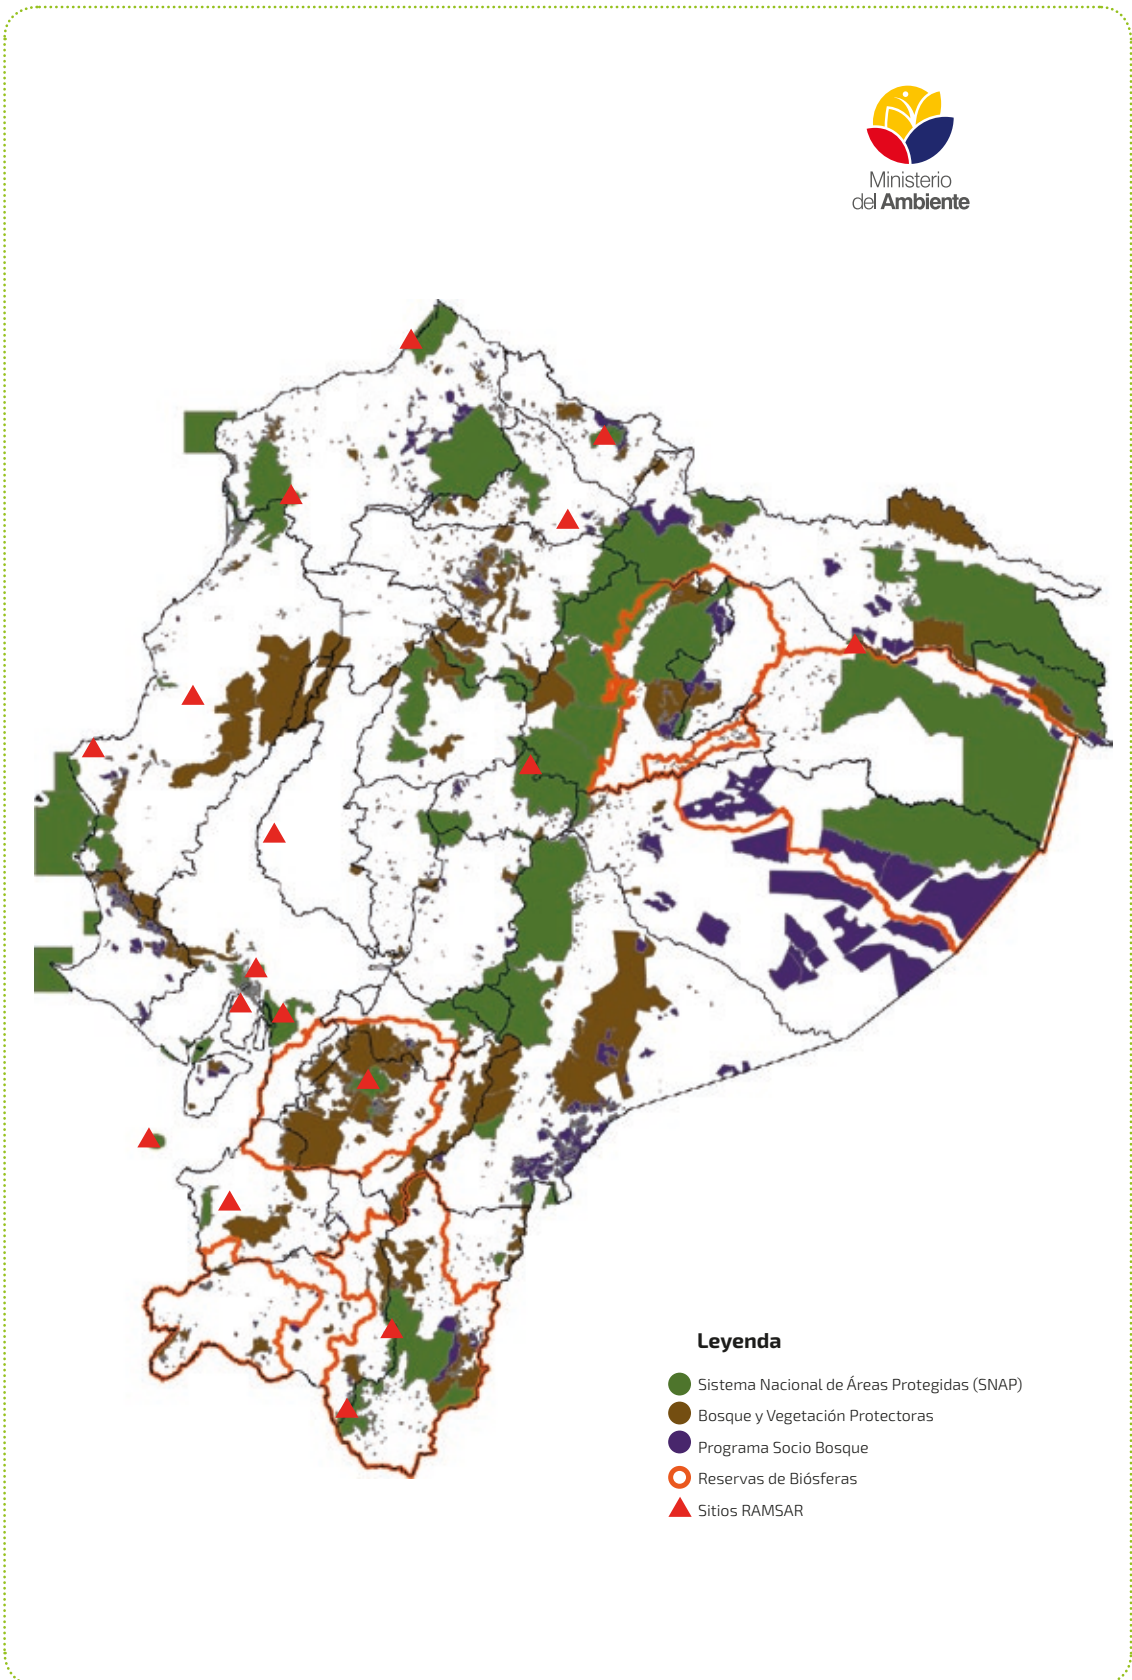 Ministerio
del Ambiente
Leyenda
Sistema Nacional de Áreas Protegidas (SNAP)
Bosque y Vegetación Protectoras
Programa Socio Bosque
Reservas de Biósferas
Sitios RAMSAR